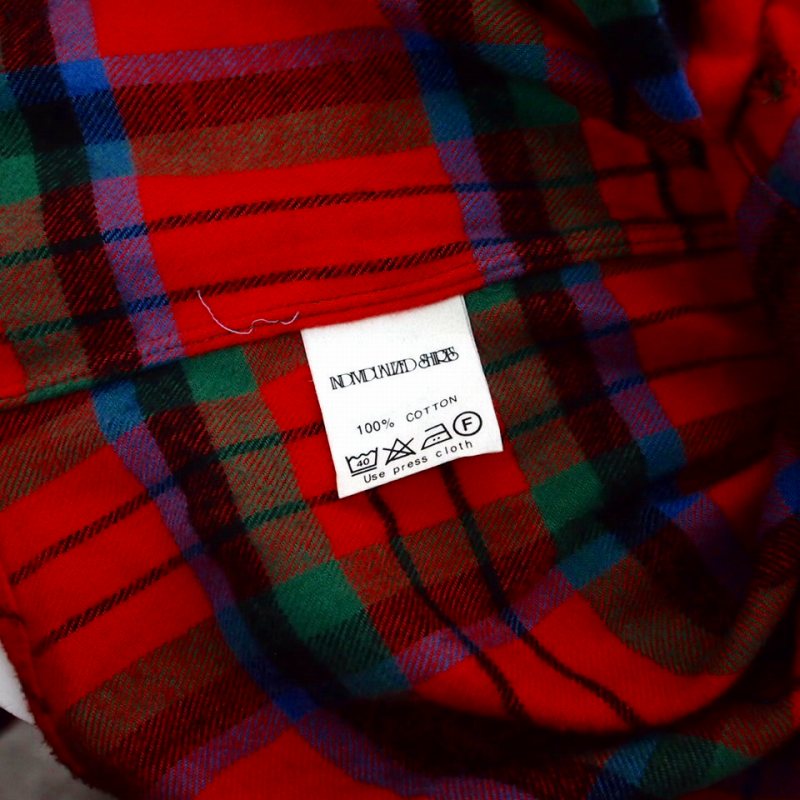 INDIVIDUALIZED SHIRTS
100% COTTON
40 F
Use press cloth